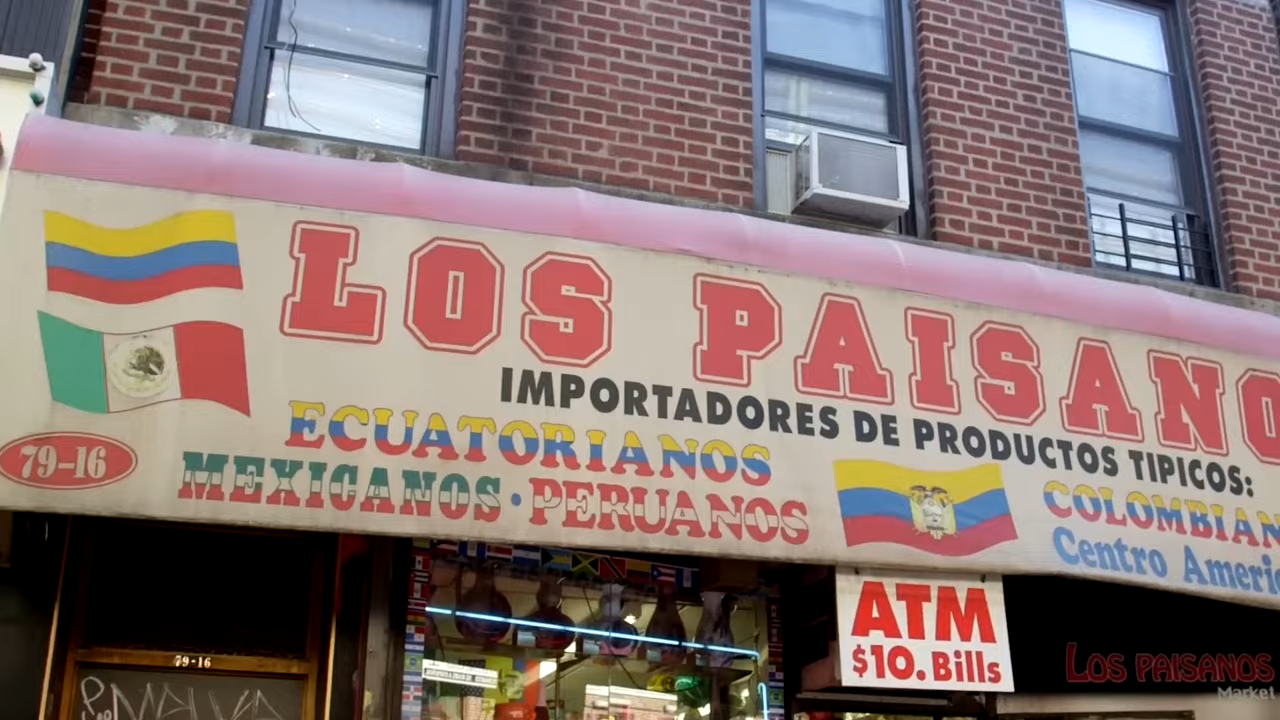 LOS PAISANO
IMPORTADORES DE PRODUCTOS TIPICOS:
ECUATORIANOS
MEXICANOS · PERUANOS
COLOMBIAN
Centro Ameri
79-16
ATM
$10. Bills
79-16
LOS PAISANOS
Market